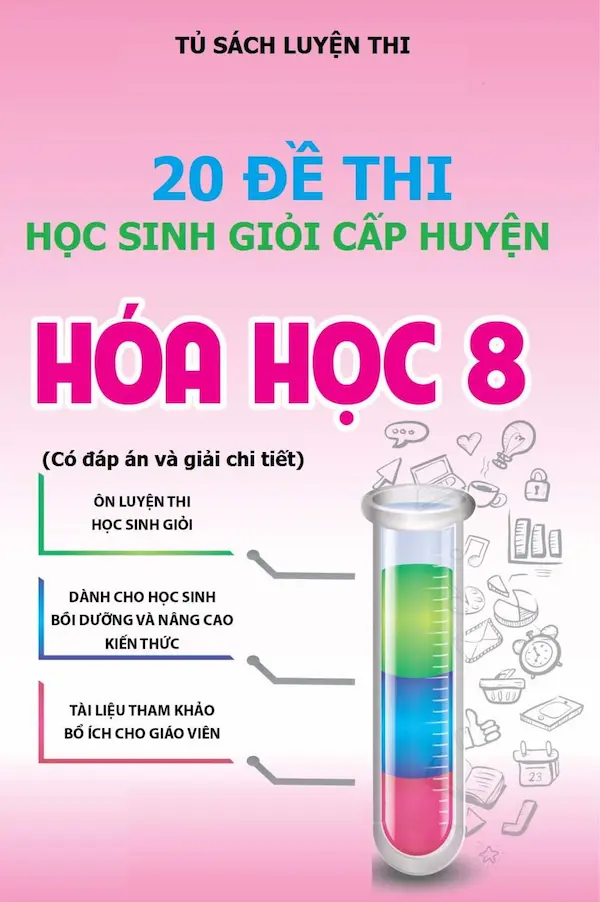 TỦ SÁCH LUYỆN THI
20 ĐỀ THI
HỌC SINH GIỎI CẤP HUYỆN
HÓA HỌC 8
(Có đáp án và giải chi tiết)
ÔN LUYỆN THI
HỌC SINH GIỎI
DÀNH CHO HỌC SINH
BỒI DƯỠNG VÀ NÂNG CAO
KIẾN THỨC
TÀI LIỆU THAM KHẢO
BỔ ÍCH CHO GIÁO VIÊN
23